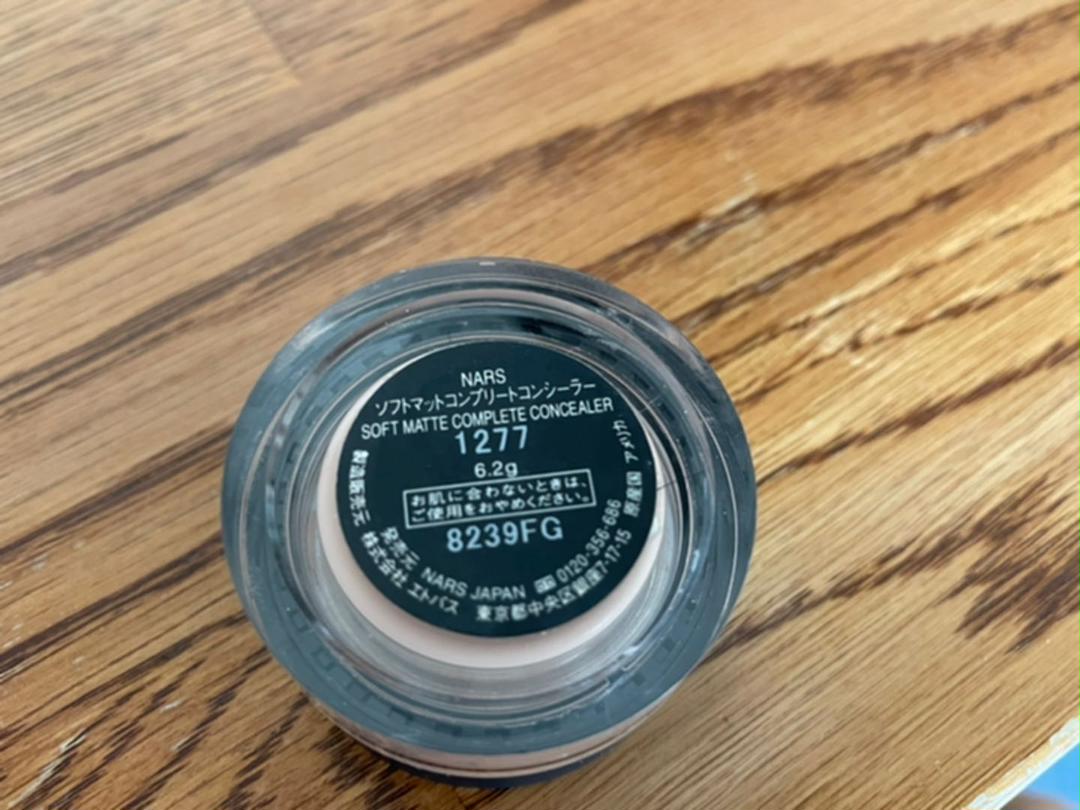 NARS
ソフトマットコンプリートコンシーラー
SOFT MATTE COMPLETE CONCEALER
1277
6.2g
お肌に合わないときは、
ご使用をおやめください。
8239FG
製造販売元 株式会社 エトバス 東京都中央区銀座7-17-15 原産国 アメリカ
発売元 NARS JAPAN 0120-356-686